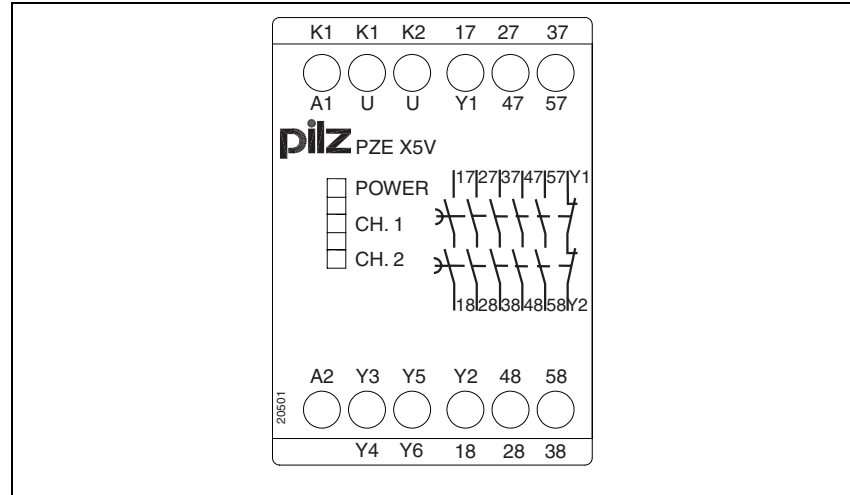 K1 K1 K2 17 27 37
A1 U U Y1 47 57
pilz PZE X5V
17 27 37 47 57 Y1
POWER
CH. 1
CH. 2
18 28 38 48 58 Y2
A2 Y3 Y5 Y2 48 58
20501
Y4 Y6 18 28 38